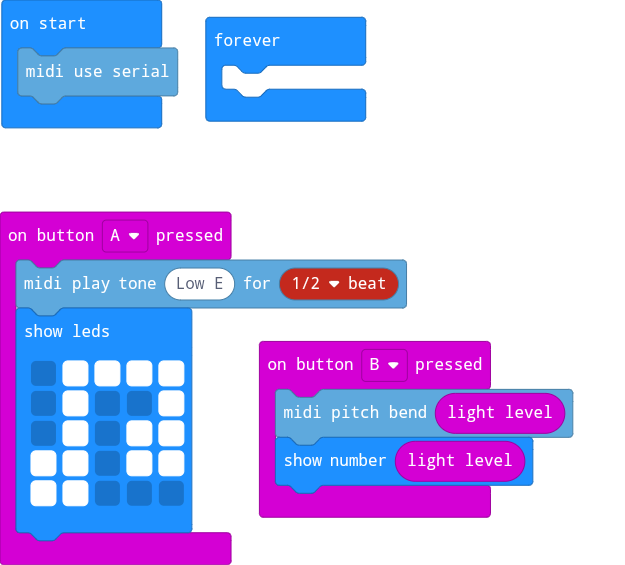 on start
midi use serial
forever
on button A pressed
midi play tone Low E for 1/2 beat
show leds
on button B pressed
midi pitch bend light level
show number light level